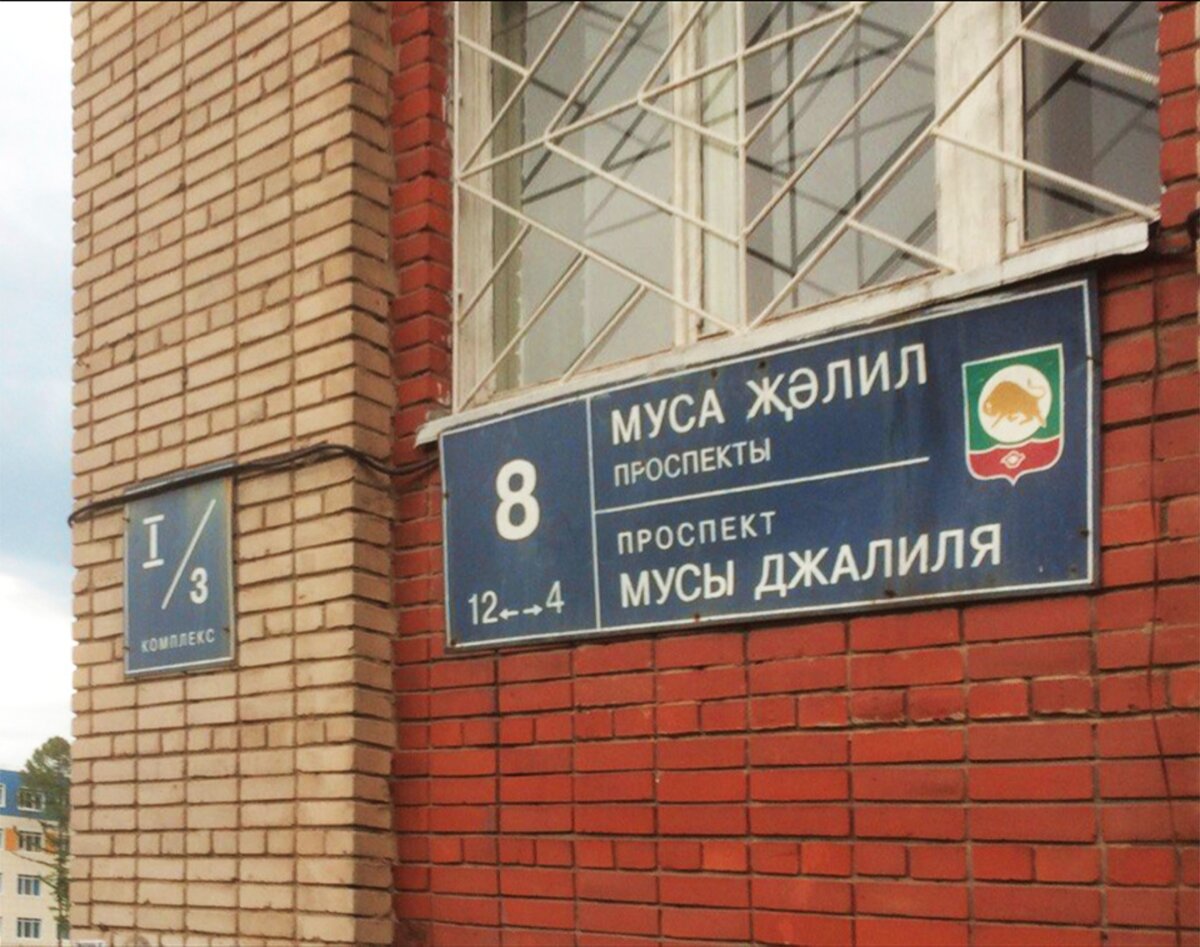 I/3
КОМПЛЕКС
8
12←→4
МУСА ҖӘЛИЛ
ПРОСПЕКТЫ
ПРОСПЕКТ
МУСЫ ДЖАЛИЛЯ